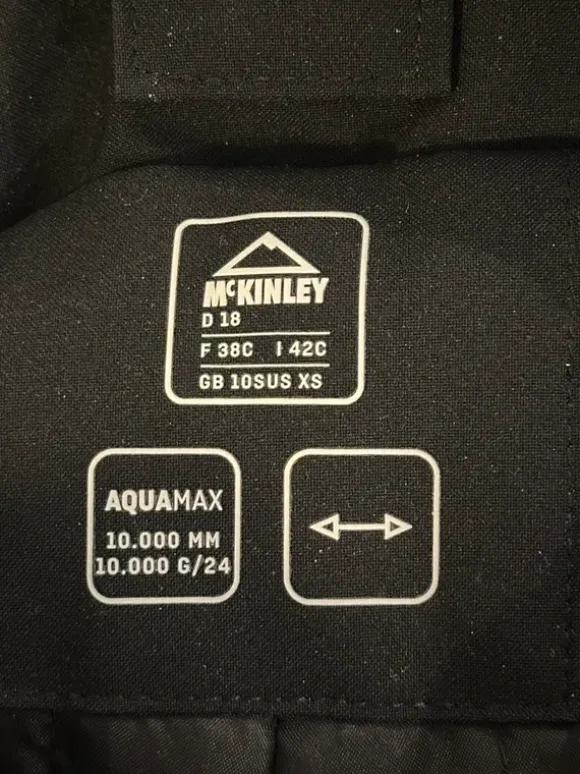 McKINLEY
D 18
F 38C I 42C
GB 10SUS XS
AQUAMAX
10.000 MM
10.000 G/24